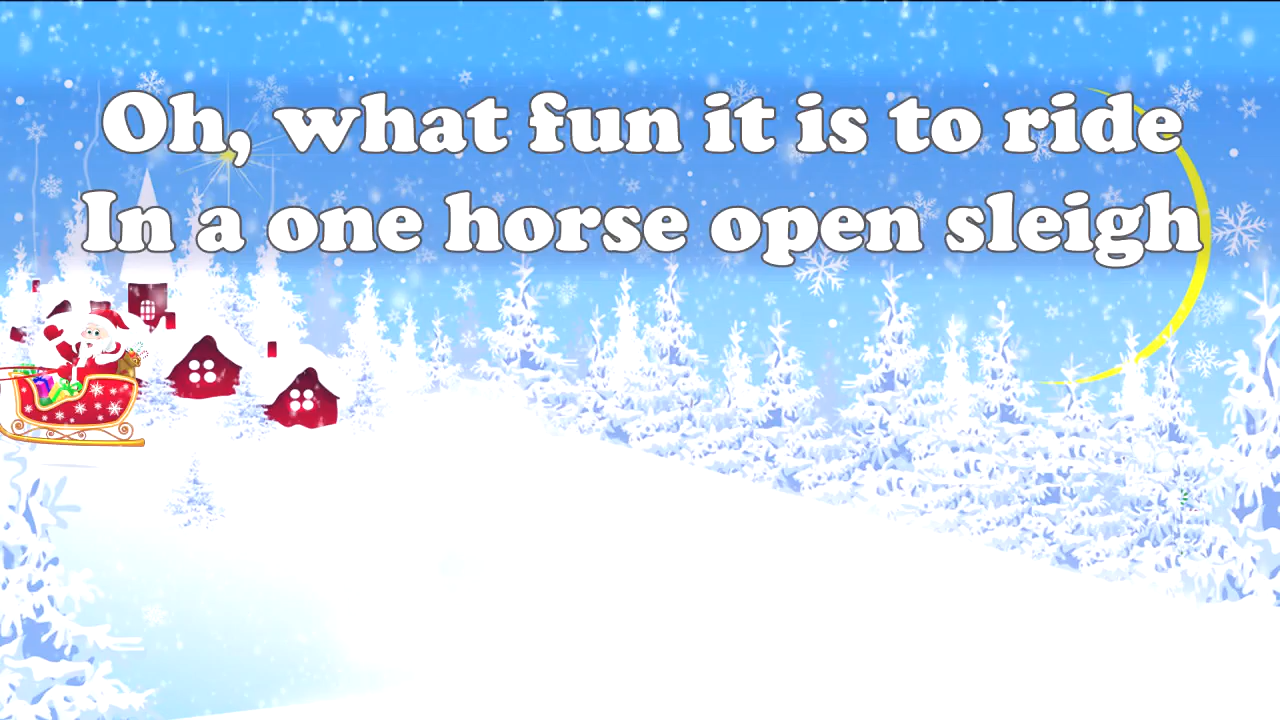 Oh, what fun it is to ride
In a one horse open sleigh